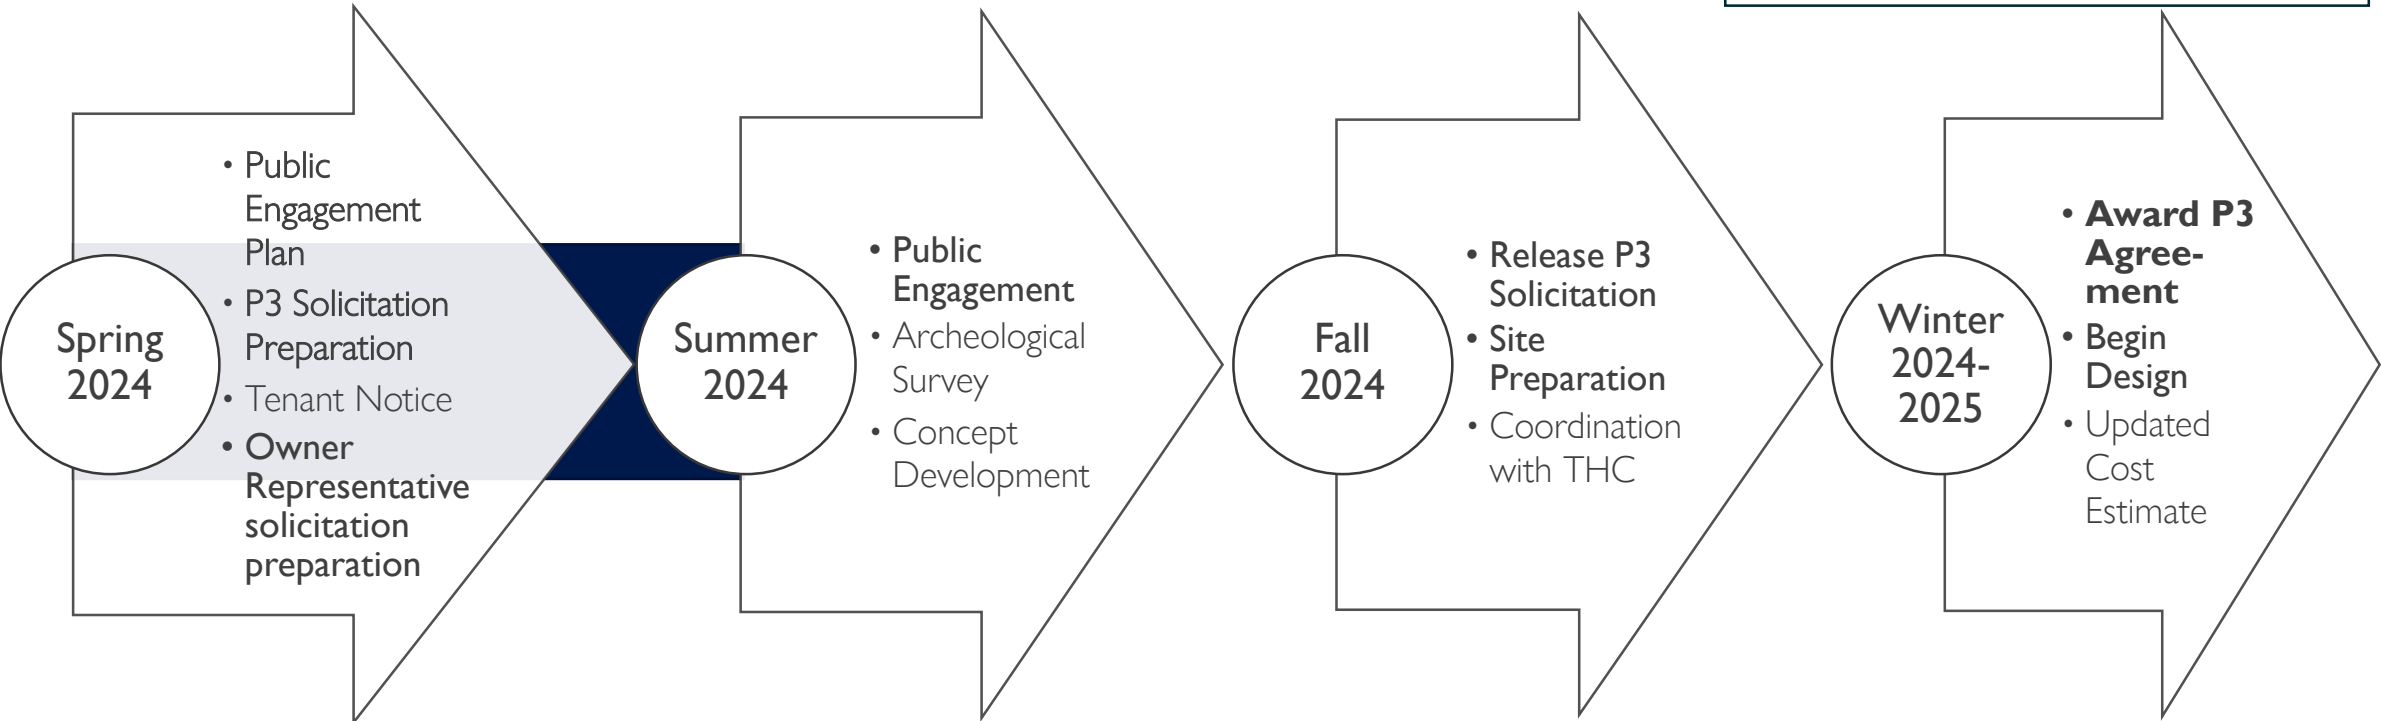 Spring
2024
• Public
Engagement
Plan
• P3 Solicitation
Preparation
• Tenant Notice
• Owner
Representative
solicitation
preparation
Summer
2024
• Public
Engagement
• Archeological
Survey
• Concept
Development
Fall
2024
• Release P3
Solicitation
• Site
Preparation
• Coordination
with THC
Winter
2024-
2025
• Award P3
Agree-
ment
• Begin
Design
• Updated
Cost
Estimate